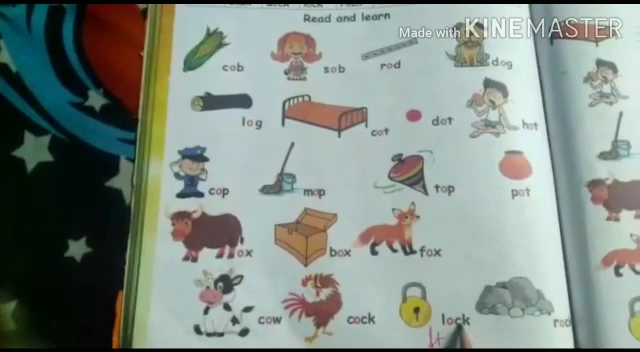 Made with KINEMASTER
Read and learn
cob sob rod dog
log cot dot hot
cop mop top pot
ox box fox
cow cock lock